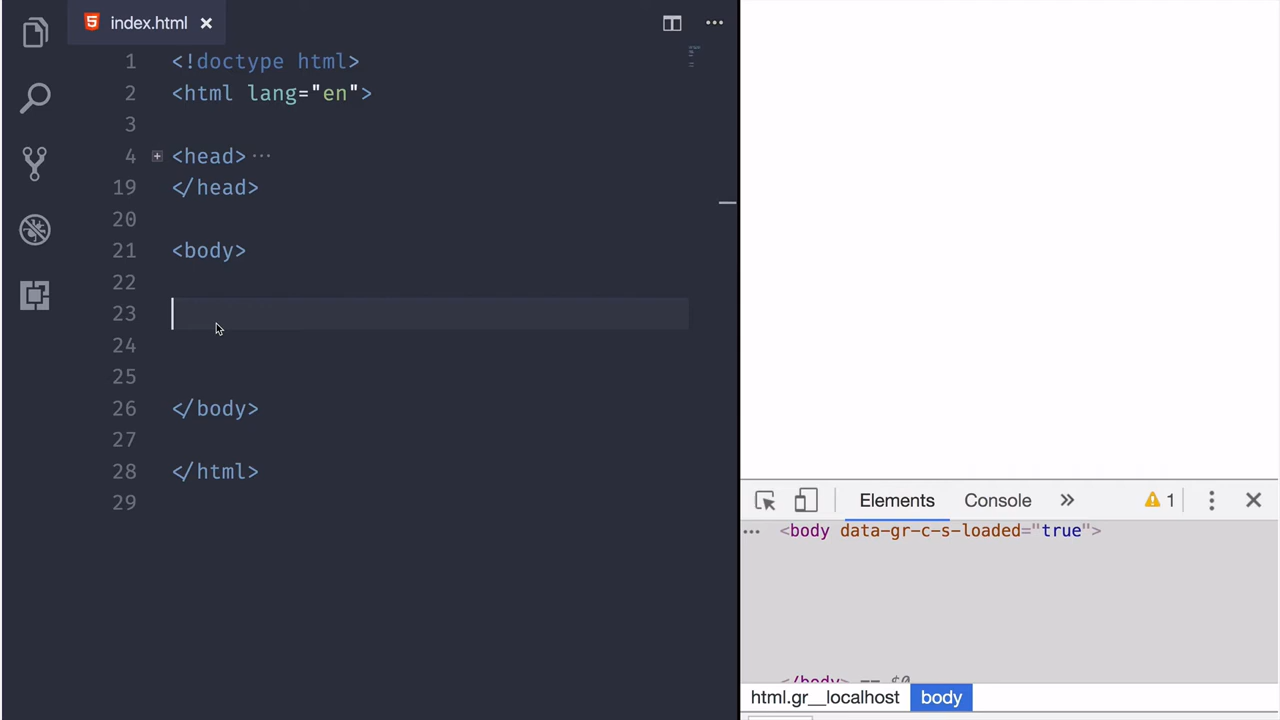 index.html
1 <!doctype html>
2 <html lang="en">
3
4 <head> ···
19 </head>
20
21 <body>
22
23
24
25
26 </body>
27
28 </html>
29
Elements Console » 1
··· <body data-gr-c-s-loaded="true">
</body> == $0
html.gr__localhost body